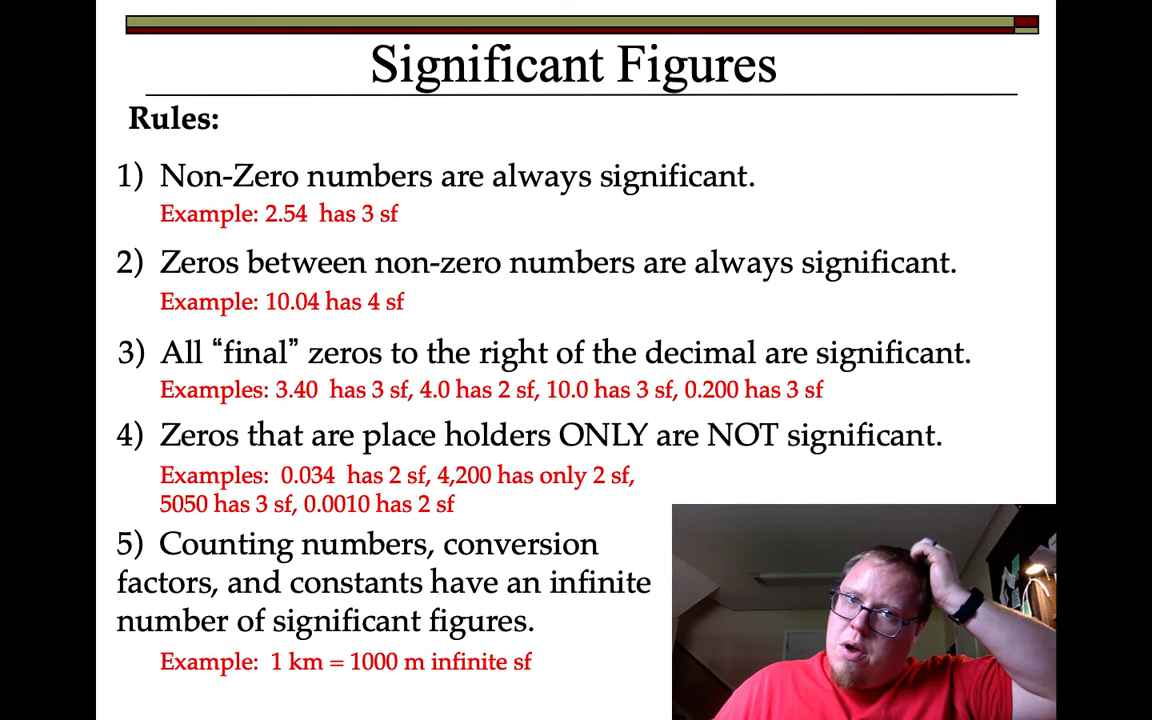 Significant Figures
Rules:
1) Non-Zero numbers are always significant.
Example: 2.54 has 3 sf
2) Zeros between non-zero numbers are always significant.
Example: 10.04 has 4 sf
3) All “final” zeros to the right of the decimal are significant.
Examples: 3.40 has 3 sf, 4.0 has 2 sf, 10.0 has 3 sf, 0.200 has 3 sf
4) Zeros that are place holders ONLY are NOT significant.
Examples: 0.034 has 2 sf, 4,200 has only 2 sf,
5050 has 3 sf, 0.0010 has 2 sf
5) Counting numbers, conversion
factors, and constants have an infinite
number of significant figures.
Example: 1 km = 1000 m infinite sf